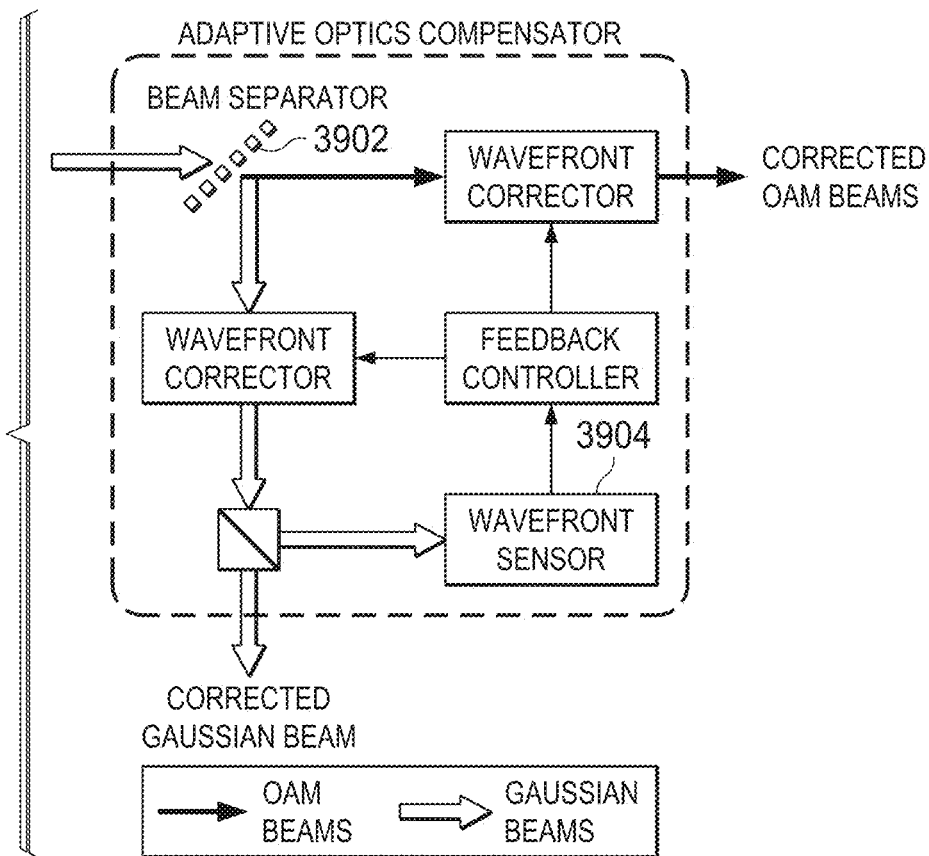 ADAPTIVE OPTICS COMPENSATOR
BEAM SEPARATOR
3902
WAVEFRONT
CORRECTOR
CORRECTED
OAM BEAMS
WAVEFRONT
CORRECTOR
FEEDBACK
CONTROLLER
3904
WAVEFRONT
SENSOR
CORRECTED
GAUSSIAN BEAM
OAM
BEAMS
GAUSSIAN
BEAMS